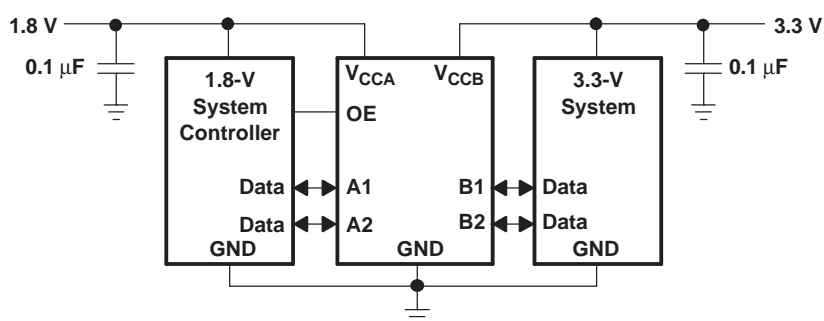 1.8 V
3.3 V
0.1 μF
0.1 μF
1.8-V
System
Controller
Data
Data
GND
VCCA
VCCB
OE
A1
B1
A2
B2
GND
3.3-V
System
Data
Data
GND